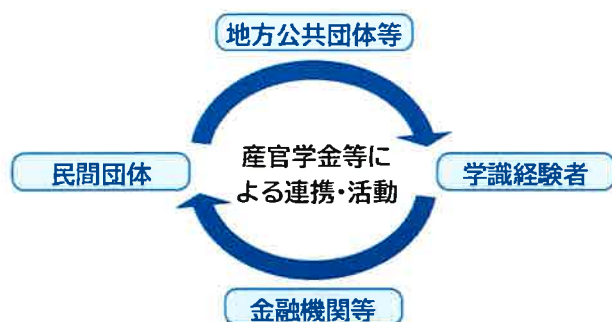 地方公共団体等
民間団体
産官学金等に
よる連携・活動
学識経験者
金融機関等